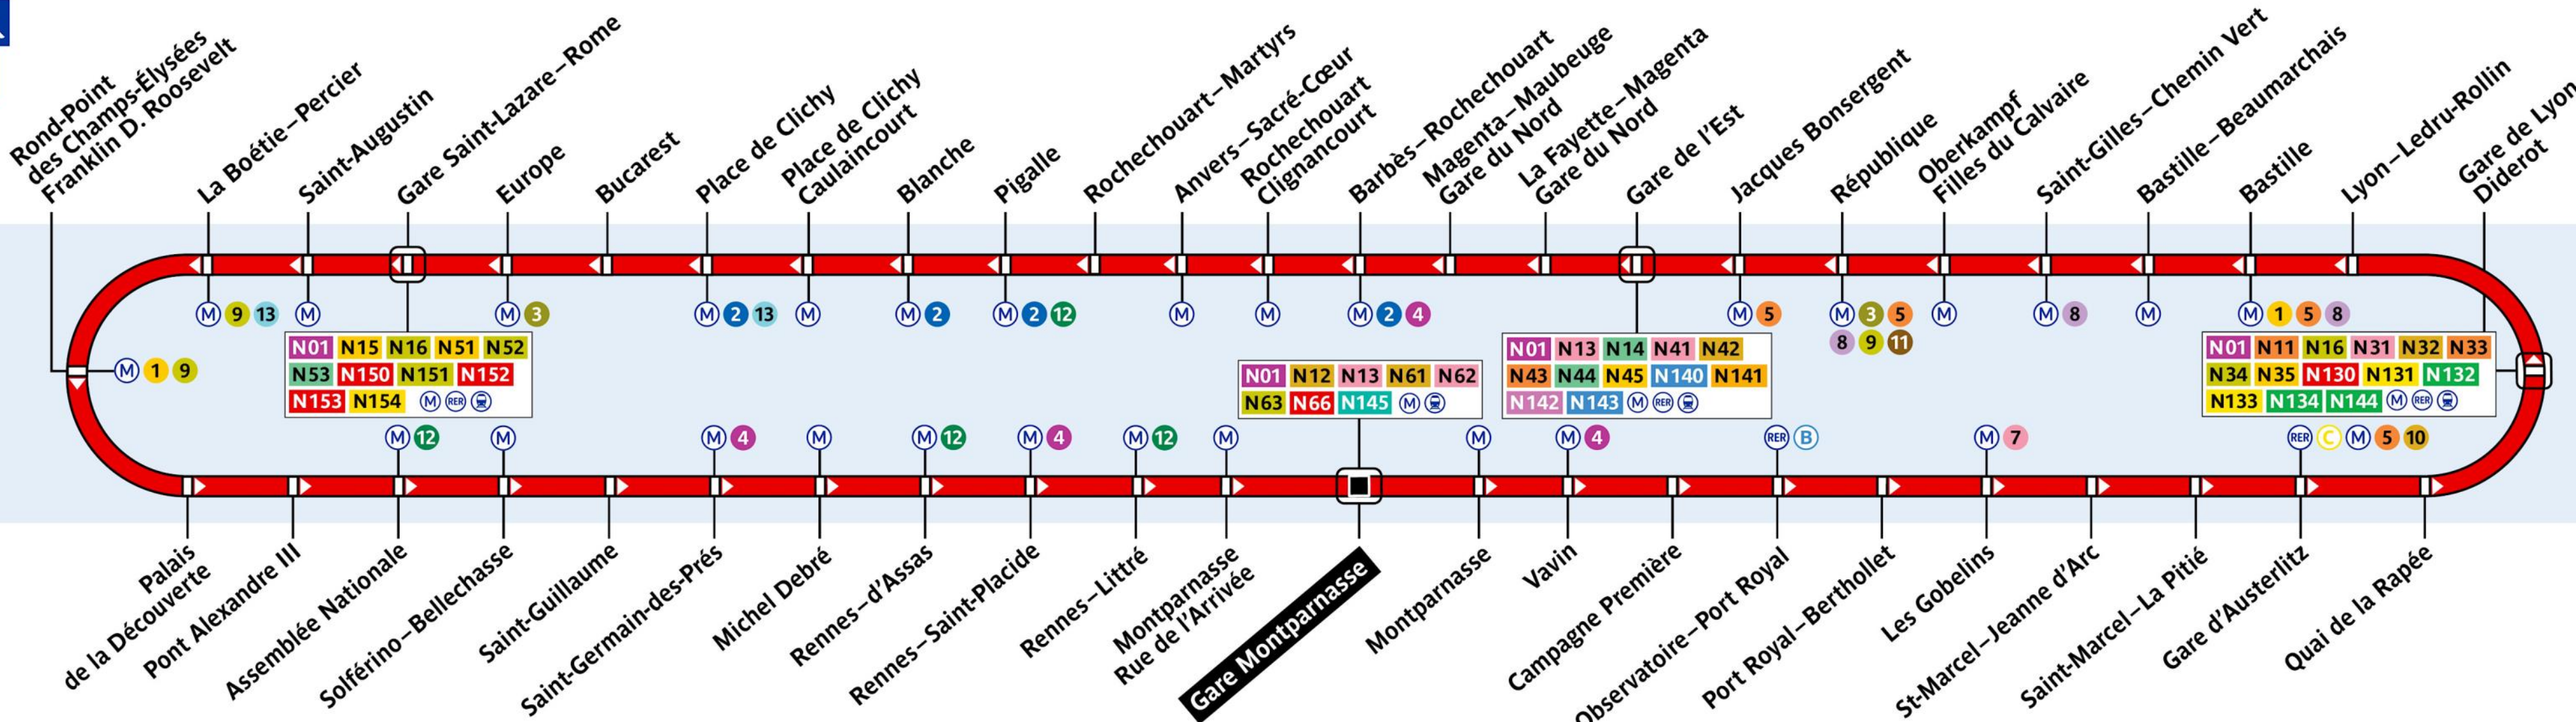 Rond-Point
des Champs-Élysées
Franklin D. Roosevelt
La Boétie–Percier
Saint-Augustin
Gare Saint-Lazare–Rome
Europe
Bucarest
Place de Clichy
Place de Clichy
Caulaincourt
Blanche
Pigalle
Rochechouart–Martyrs
Anvers–Sacré-Cœur
Rochechouart
Clignancourt
Barbès–Rochechouart
Magenta–Maubeuge
Gare du Nord
La Fayette–Magenta
Gare du Nord
Gare de l'Est
Jacques Bonsergent
République
Oberkampf
Filles du Calvaire
Saint-Gilles–Chemin Vert
Bastille–Beaumarchais
Bastille
Lyon–Ledru-Rollin
Gare de Lyon
Diderot
M 9 13
M
M 3
M 2 13
M
M 2
M 2 12
M
M
M 2 4
M 5
M 3 5
8 9 11
M
M 8
M
M 1 5 8
M 1 9
N01 N15 N16 N51 N52
N53 N150 N151 N152
N153 N154 M RER
N01 N12 N13 N61 N62
N63 N66 N145 M
N01 N13 N14 N41 N42
N43 N44 N45 N140 N141
N142 N143 M RER
N01 N11 N16 N31 N32 N33
N34 N35 N130 N131 N132
N133 N134 N144 M RER
M 12
M
M 4
M
M 12
M 4
M 12
M
M
M 4
RER B
M 7
RER C M 5 10
Palais
de la Découverte
Pont Alexandre III
Assemblée Nationale
Solférino–Bellechasse
Saint-Guillaume
Saint-Germain-des-Prés
Michel Debré
Rennes–d'Assas
Rennes–Saint-Placide
Rennes–Littré
Montparnasse
Rue de l'Arrivée
Gare Montparnasse
Montparnasse
Vavin
Campagne Première
Observatoire–Port Royal
Port Royal–Berthollet
Les Gobelins
St-Marcel–Jeanne d'Arc
Saint-Marcel–La Pitié
Gare d'Austerlitz
Quai de la Rapée